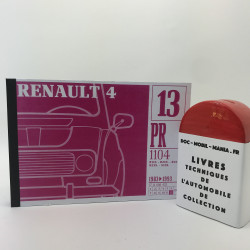 RENAULT 4
13
PR
1104
DOC - MOBIL - MANIA . FR
LIVRES
TECHNIQUES
DE
L'AUTOMOBILE
DE
COLLECTION